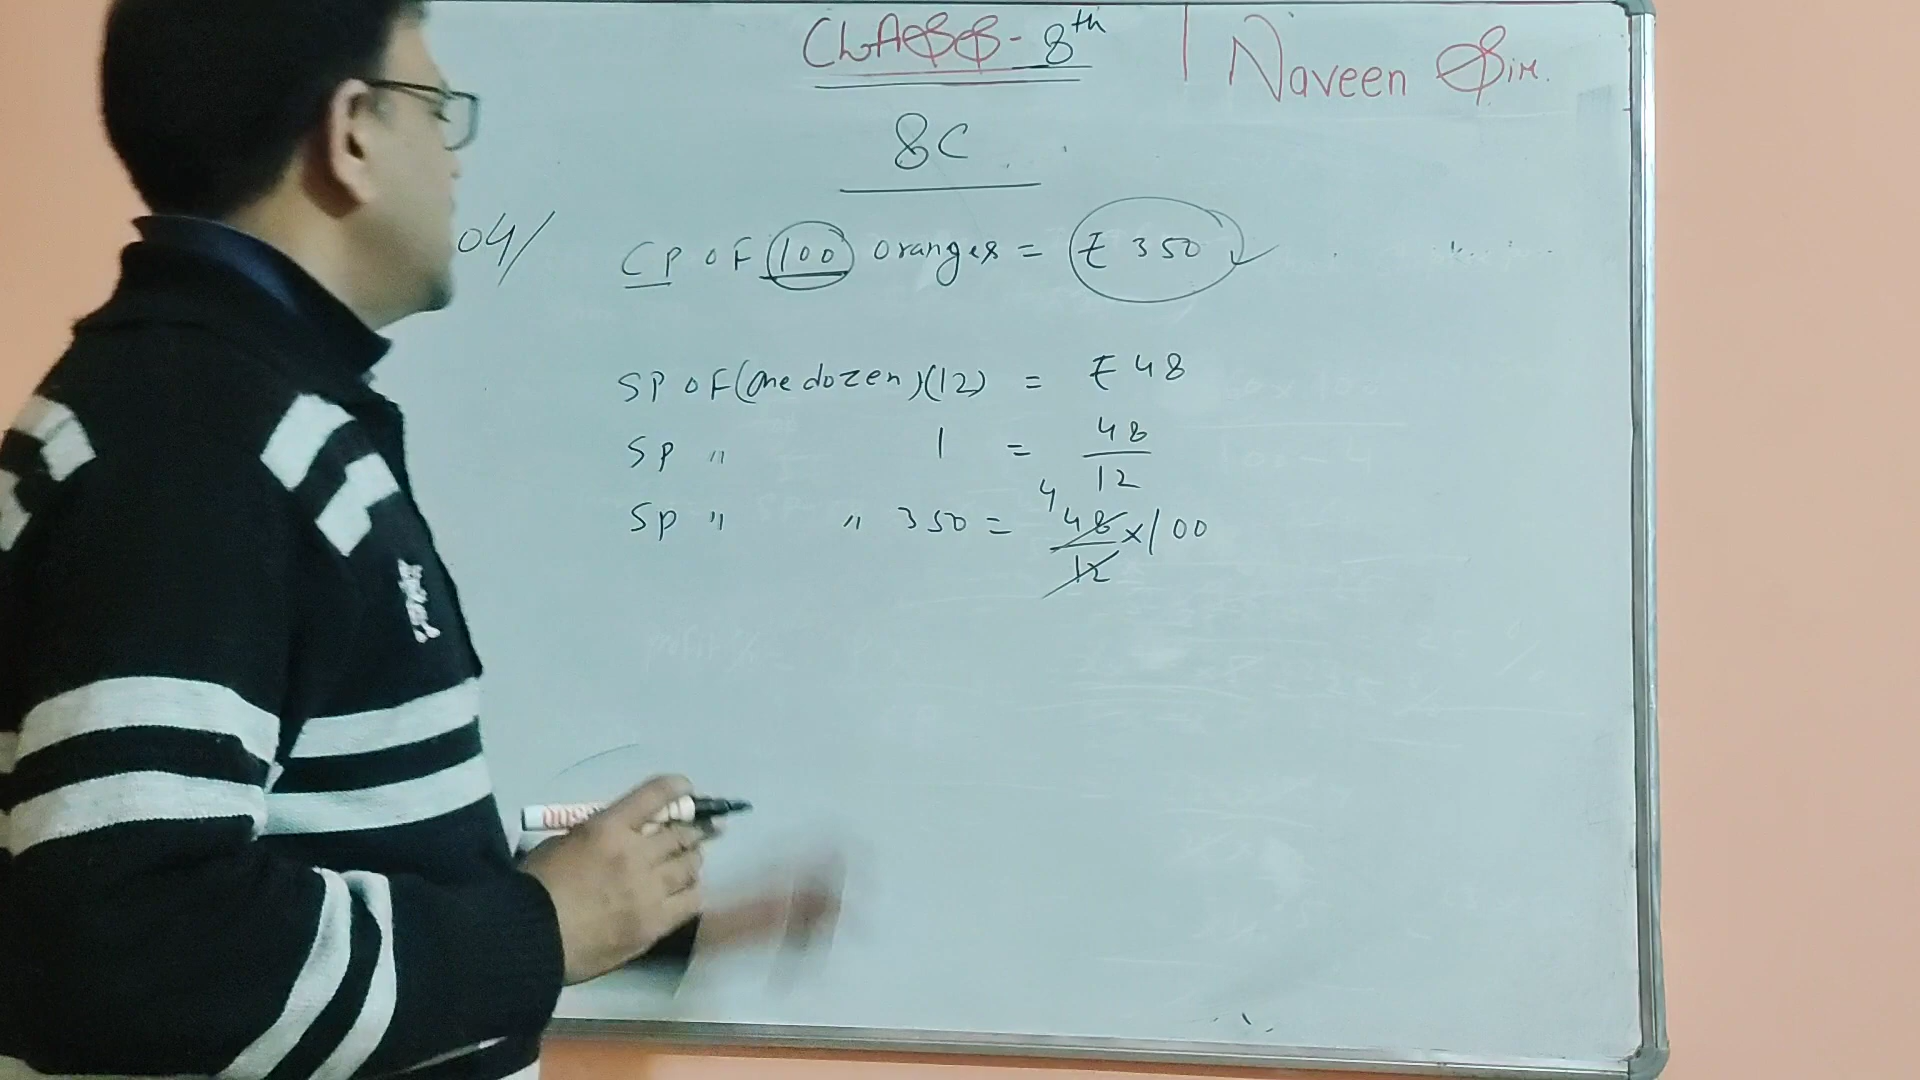 CLASS - 8th | Naveen Sir.
8C
04/ CP OF 100 oranges = ₹ 350
SP OF (one dozen) (12) = ₹ 48
SP " 1 = 48/12
SP " " 350 = 4 48/12 x 100